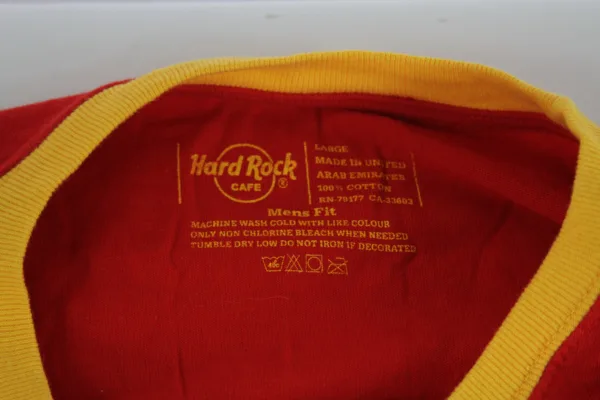 Hard Rock
CAFE
®
LARGE
MADE IN UNITED
ARAB EMIRATES
100% COTTON
RN-79177 CA-33603
Mens Fit
MACHINE WASH COLD WITH LIKE COLOUR
ONLY NON CHLORINE BLEACH WHEN NEEDED
TUMBLE DRY LOW DO NOT IRON IF DECORATED